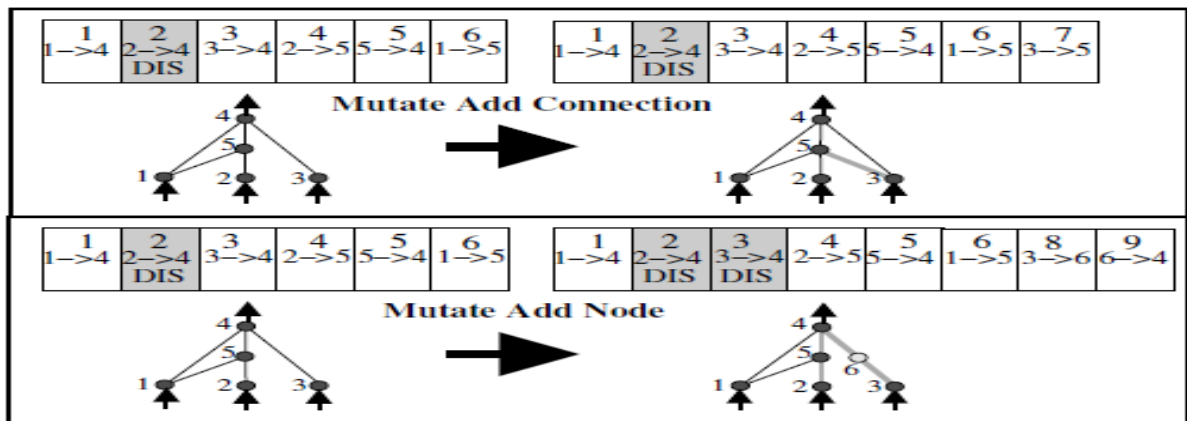 1 2 3 4 5 6 1 2 3 4 5 6 7
1->4 2->4 3->4 2->5 5->4 1->5 1->4 2->4 3->4 2->5 5->4 1->5 3->5
DIS DIS
Mutate Add Connection
4 4
5 5
1 2 3 1 2 3
1 2 3 4 5 6 1 2 3 4 5 6 8 9
1->4 2->4 3->4 2->5 5->4 1->5 1->4 2->4 3->4 2->5 5->4 1->5 3->6 6->4
DIS DIS DIS
Mutate Add Node
4 4
5 5 6
1 2 3 1 2 3